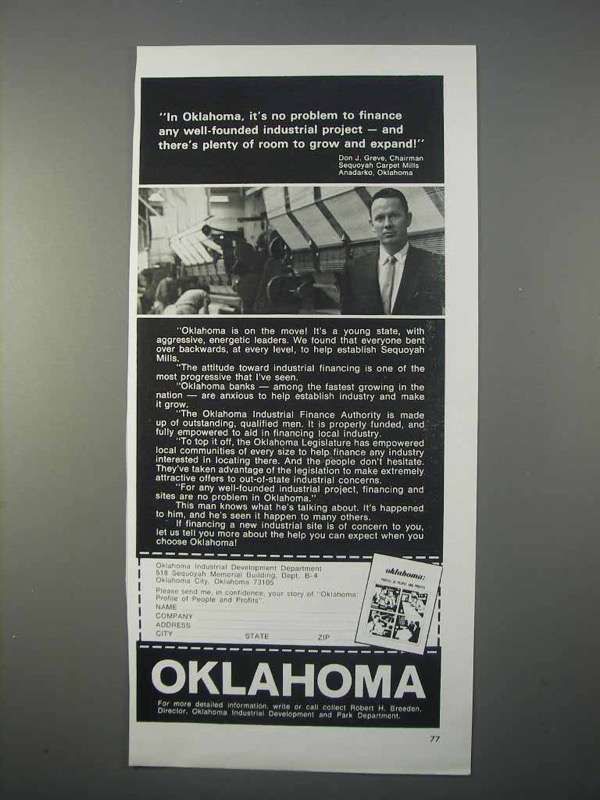 "In Oklahoma, it's no problem to finance
any well-founded industrial project — and
there's plenty of room to grow and expand!"
Don J. Greve, Chairman
Sequoyah Carpet Mills
Anadarko, Oklahoma
"Oklahoma is on the move! It's a young state, with
aggressive, energetic leaders. We found that everyone bent
over backwards, at every level, to help establish Sequoyah
Mills.
"The attitude toward industrial financing is one of the
most progressive that I've seen.
"Oklahoma banks — among the fastest growing in the
nation — are anxious to help establish industry and make
it grow.
"The Oklahoma Industrial Finance Authority is made
up of outstanding, qualified men. It is properly funded, and
fully empowered to aid in financing local industry.
"To top it off, the Oklahoma Legislature has empowered
local communities of every size to help finance any industry
interested in locating there. And the people don't hesitate.
They've taken advantage of the legislation to make extremely
attractive offers to out-of-state industrial concerns.
"For any well-founded industrial project, financing and
sites are no problem in Oklahoma."
This man knows what he's talking about. It's happened
to him, and he's seen it happen to many others.
If financing a new industrial site is of concern to you,
let us tell you more about the help you can expect when you
choose Oklahoma!
Oklahoma Industrial Development Department
518 Sequoyah Memorial Building, Dept. B-4
Oklahoma City, Oklahoma 73105
Please send me, in confidence, your story of "Oklahoma:
Profile of People and Profits".
NAME
COMPANY
ADDRESS
CITY STATE ZIP
oklahoma:
OKLAHOMA
For more detailed information, write or call collect Robert H. Breeden,
Director, Oklahoma Industrial Development and Park Department.
77